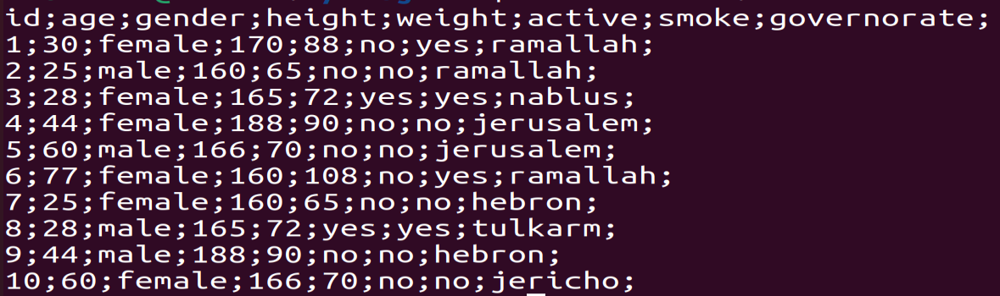 id;age;gender;height;weight;active;smoke;governorate;
1;30;female;170;88;no;yes;ramallah;
2;25;male;160;65;no;no;ramallah;
3;28;female;165;72;yes;yes;nablus;
4;44;female;188;90;no;no;jerusalem;
5;60;male;166;70;no;no;jerusalem;
6;77;female;160;108;no;yes;ramallah;
7;25;female;160;65;no;no;hebron;
8;28;male;165;72;yes;yes;tulkarm;
9;44;male;188;90;no;no;hebron;
10;60;female;166;70;no;no;jericho;